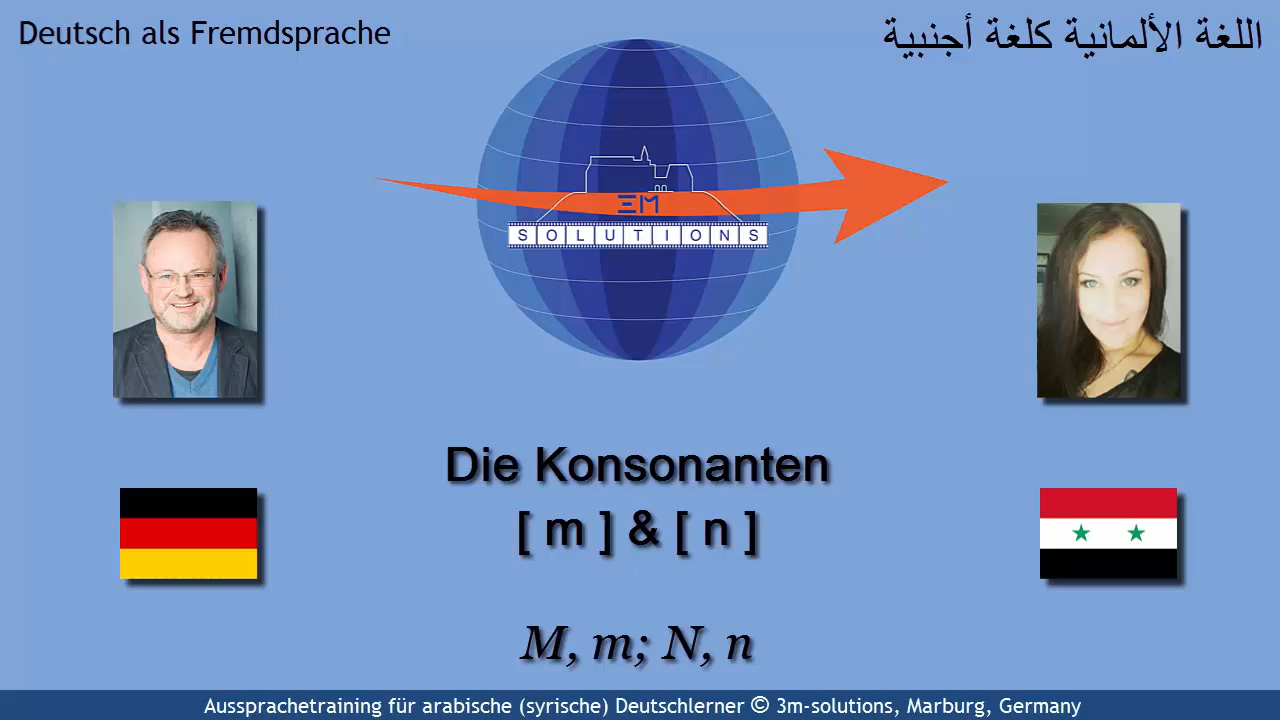 Deutsch als Fremdsprache
اللغة الألمانية كلغة أجنبية
3M
SOLUTIONS
Die Konsonanten
[ m ] & [ n ]
M, m; N, n
Aussprachetraining für arabische (syrische) Deutschlerner © 3m-solutions, Marburg, Germany